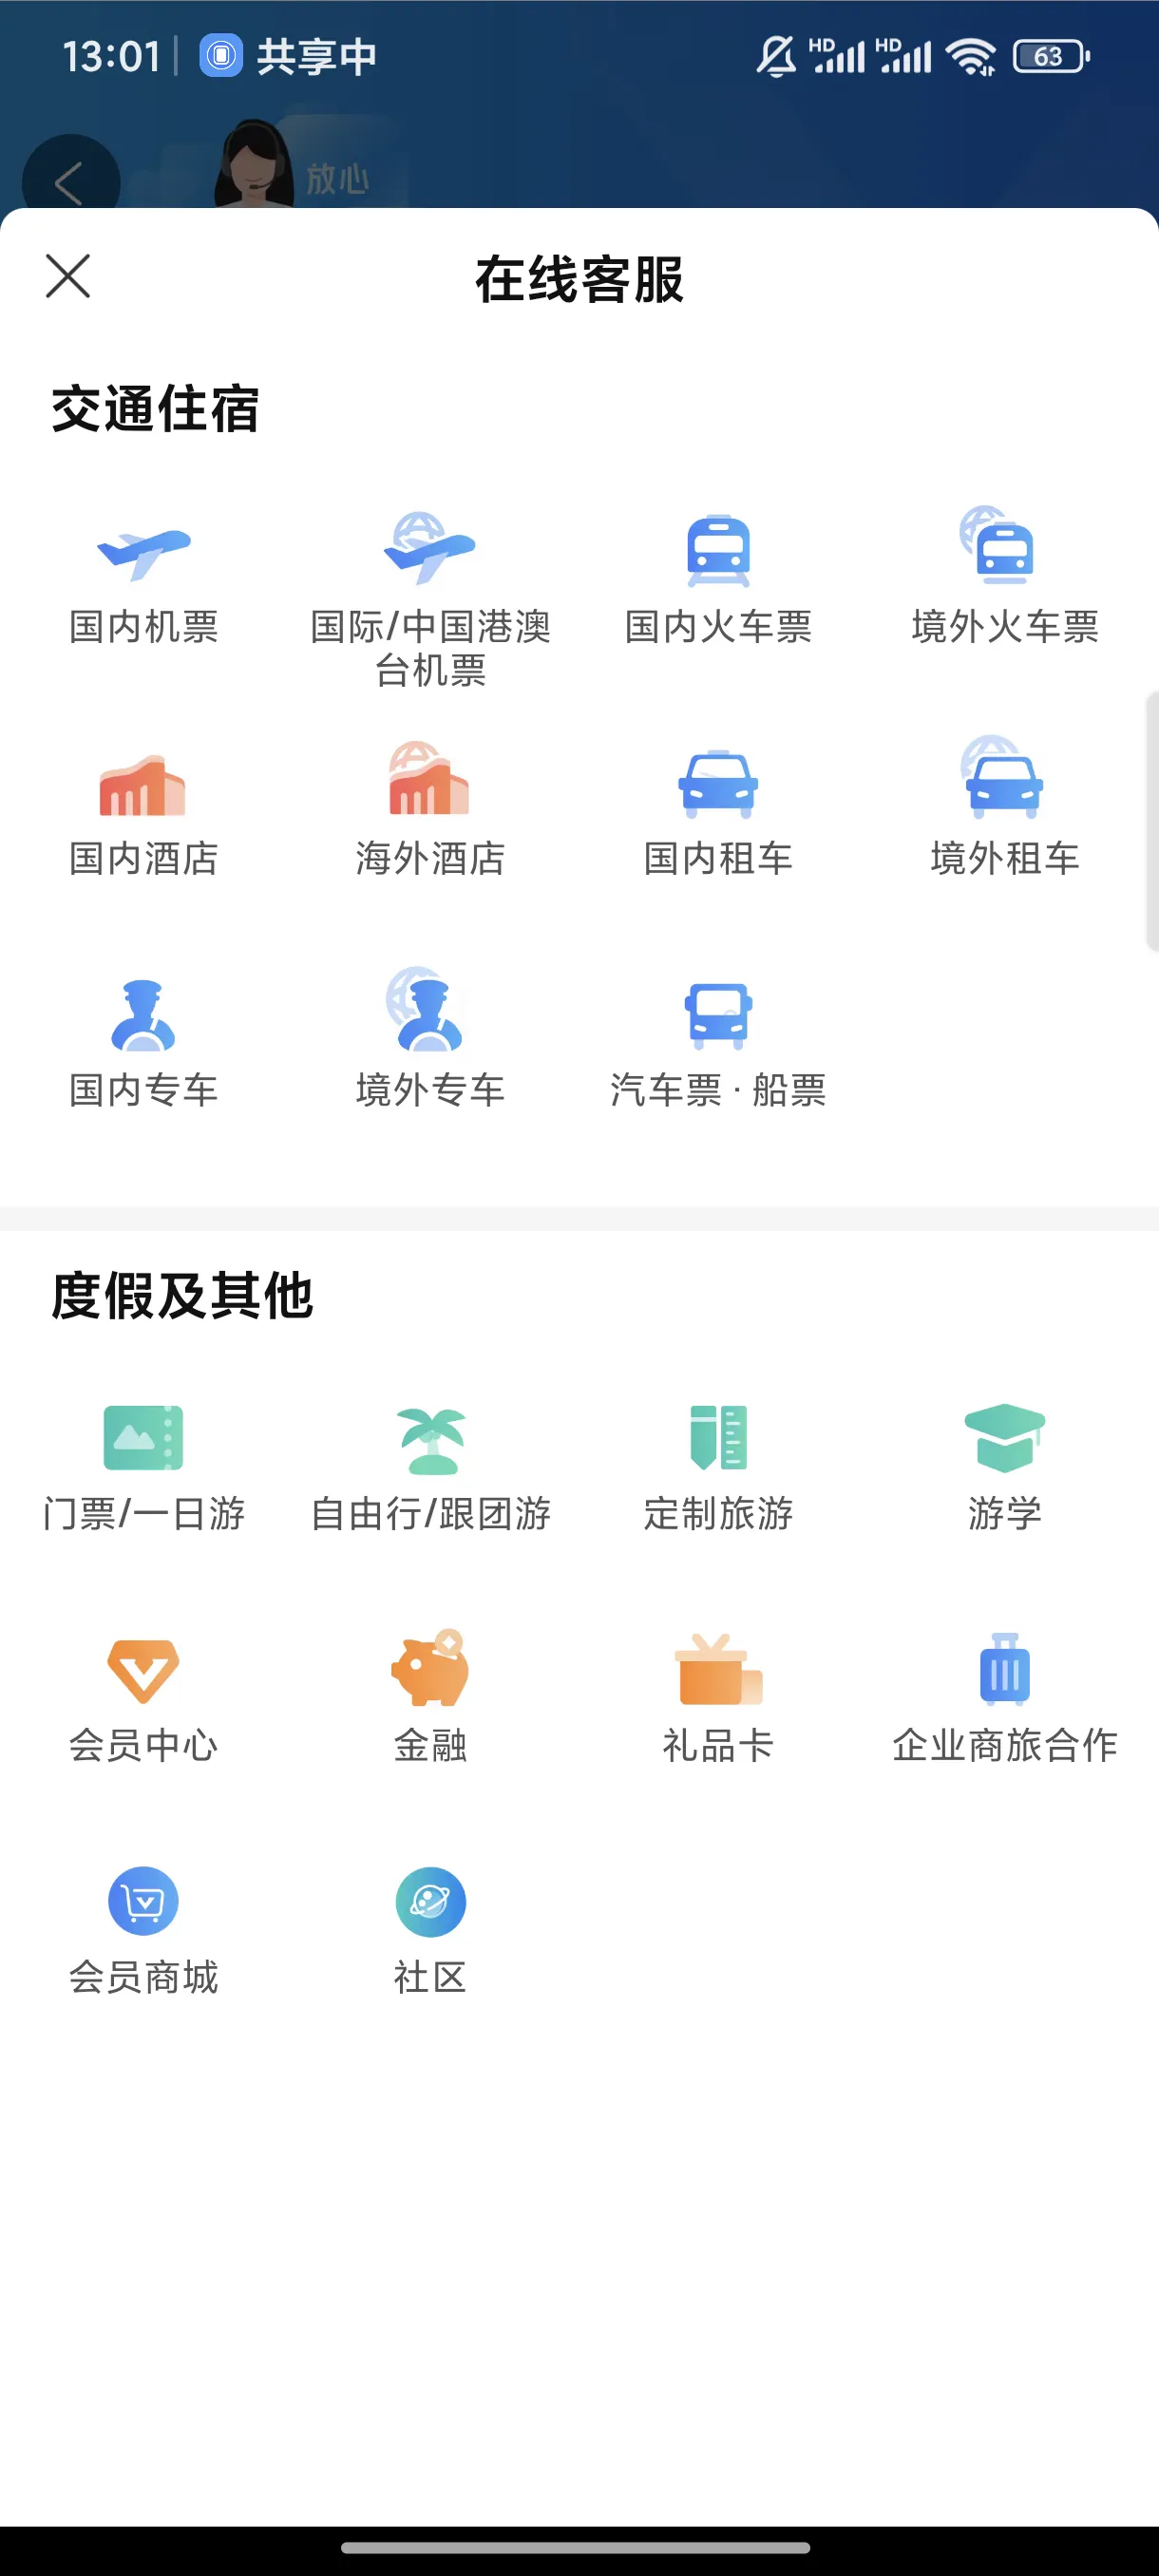 13:01 共享中 HD HD 63
放心
在线客服
交通住宿
国内机票 国际/中国港澳 国内火车票 境外火车票
台机票
国内酒店 海外酒店 国内租车 境外租车
国内专车 境外专车 汽车票·船票
度假及其他
门票/一日游 自由行/跟团游 定制旅游 游学
会员中心 金融 礼品卡 企业商旅合作
会员商城 社区